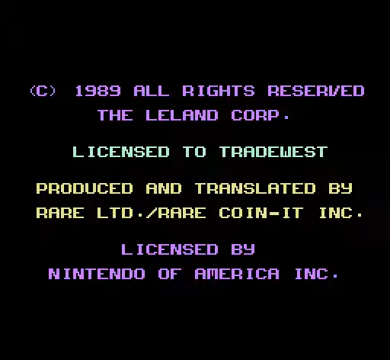 (C) 1989 ALL RIGHTS RESERVED
THE LELAND CORP.
LICENSED TO TRADEWEST
PRODUCED AND TRANSLATED BY
RARE LTD./RARE COIN-IT INC.
LICENSED BY
NINTENDO OF AMERICA INC.